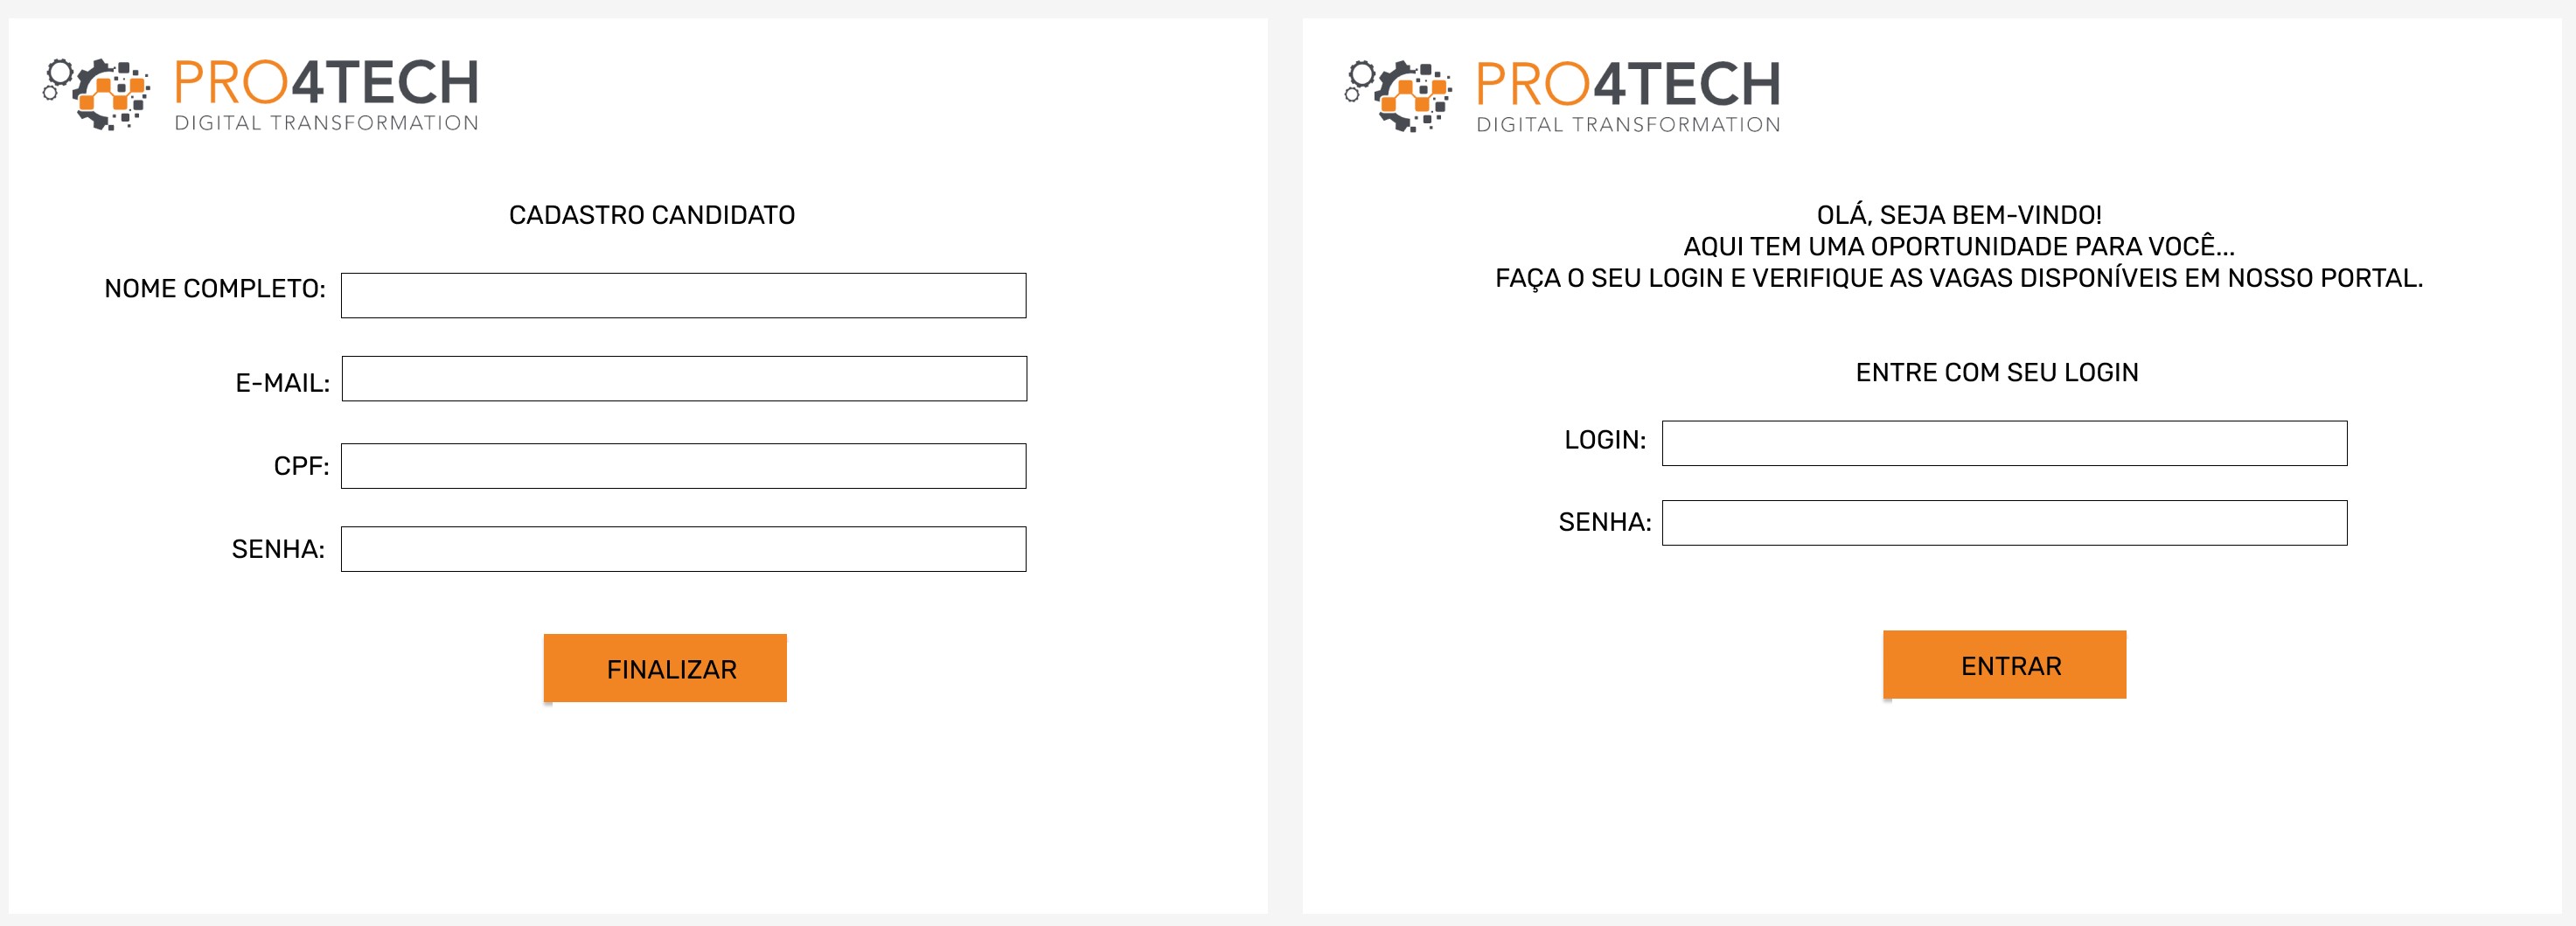 PRO4TECH
DIGITAL TRANSFORMATION
CADASTRO CANDIDATO
NOME COMPLETO:
E-MAIL:
CPF:
SENHA:
FINALIZAR
PRO4TECH
DIGITAL TRANSFORMATION
OLÁ, SEJA BEM-VINDO!
AQUI TEM UMA OPORTUNIDADE PARA VOCÊ...
FAÇA O SEU LOGIN E VERIFIQUE AS VAGAS DISPONÍVEIS EM NOSSO PORTAL.
ENTRE COM SEU LOGIN
LOGIN:
SENHA:
ENTRAR